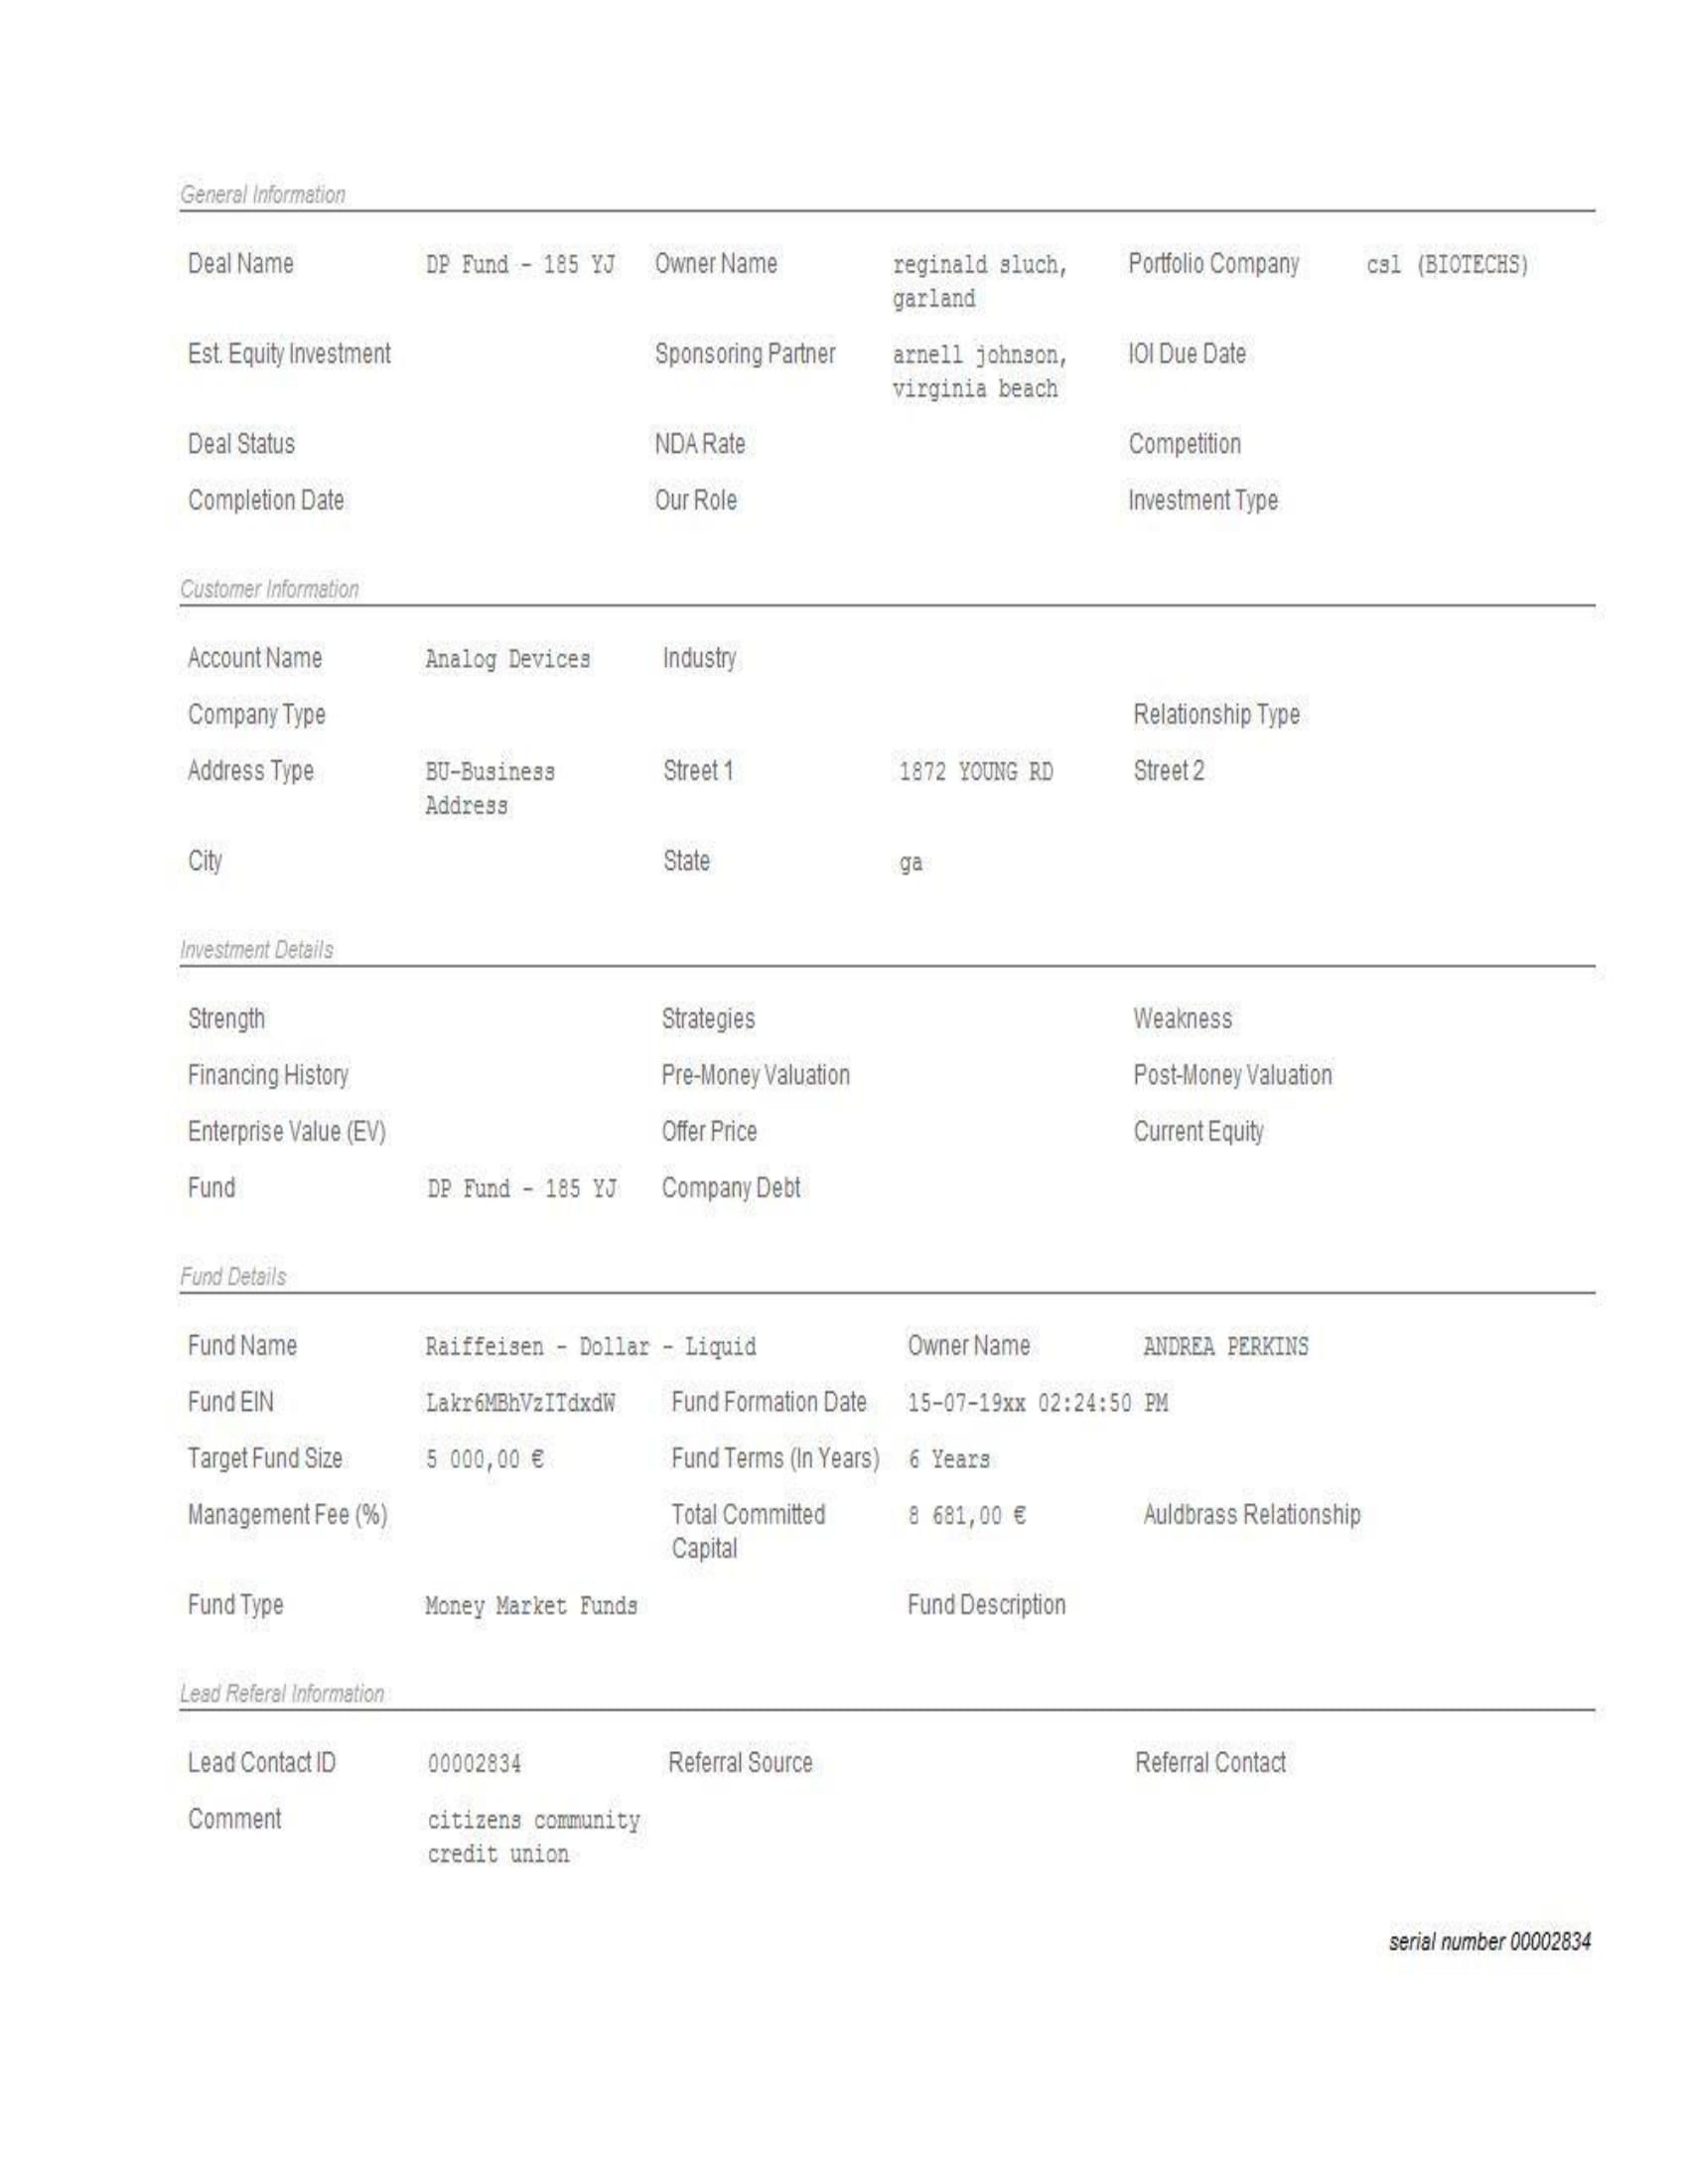 General Information
Deal Name DP Fund - 185 YJ Owner Name reginald sluch, Portfolio Company csl (BIOTECHS)
garland
Est. Equity Investment Sponsoring Partner arnell johnson, IOI Due Date
virginia beach
Deal Status NDA Rate Competition
Completion Date Our Role Investment Type
Customer Information
Account Name Analog Devices Industry
Company Type Relationship Type
Address Type BU-Business Street 1 1872 YOUNG RD Street 2
Address
City State ga
Investment Details
Strength Strategies Weakness
Financing History Pre-Money Valuation Post-Money Valuation
Enterprise Value (EV) Offer Price Current Equity
Fund DP Fund - 185 YJ Company Debt
Fund Details
Fund Name Raiffeisen - Dollar - Liquid Owner Name ANDREA PERKINS
Fund EIN Lakr6MBhVzITdxdW Fund Formation Date 15-07-19xx 02:24:50 PM
Target Fund Size 5 000,00 € Fund Terms (In Years) 6 Years
Management Fee (%) Total Committed 8 681,00 € Auldbrass Relationship
Capital
Fund Type Money Market Funds Fund Description
Lead Referal Information
Lead Contact ID 00002834 Referral Source Referral Contact
Comment citizens community
credit union
serial number 00002834